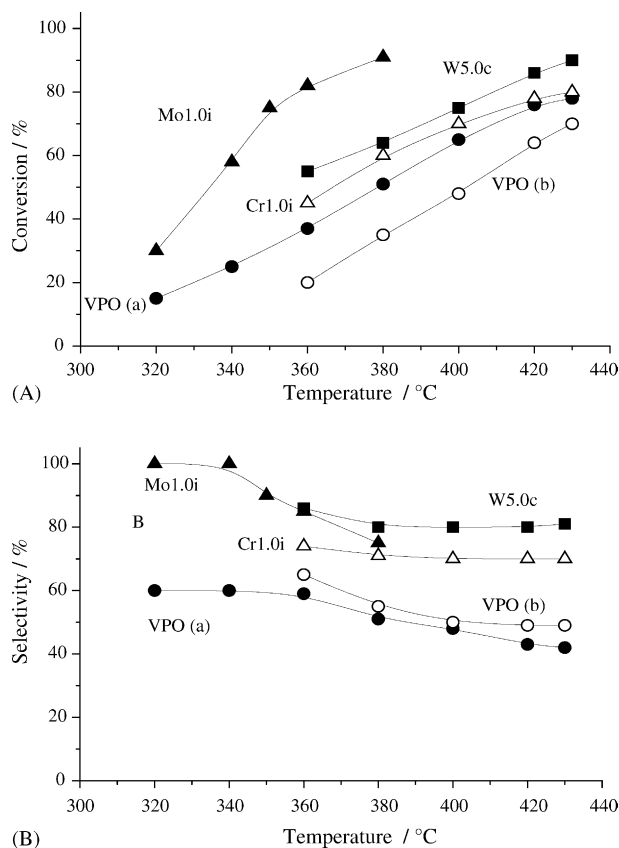 Conversion / %
100
80
60
40
20
0
Mo1.0i
W5.0c
Cr1.0i
VPO (b)
VPO (a)
300 320 340 360 380 400 420 440
(A)
Temperature / °C
Selectivity / %
100
80
60
40
20
0
Mo1.0i
B
W5.0c
Cr1.0i
VPO (b)
VPO (a)
300 320 340 360 380 400 420 440
(B)
Temperature / °C